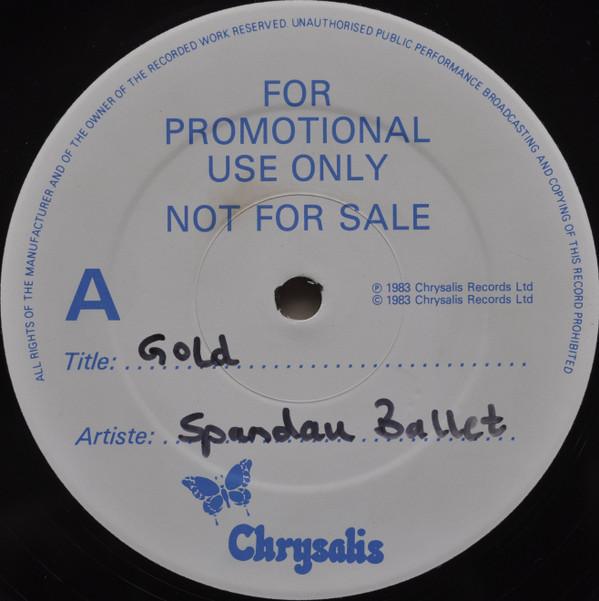 ALL RIGHTS OF THE MANUFACTURER AND OF THE OWNER OF THE RECORDED WORK RESERVED. UNAUTHORISED PUBLIC PERFORMANCE BROADCASTING AND COPYING OF THIS RECORD PROHIBITED
FOR
PROMOTIONAL
USE ONLY
NOT FOR SALE
A
℗ 1983 Chrysalis Records Ltd
© 1983 Chrysalis Records Ltd
Title: Gold
Artiste: Spandau Ballet
Chrysalis